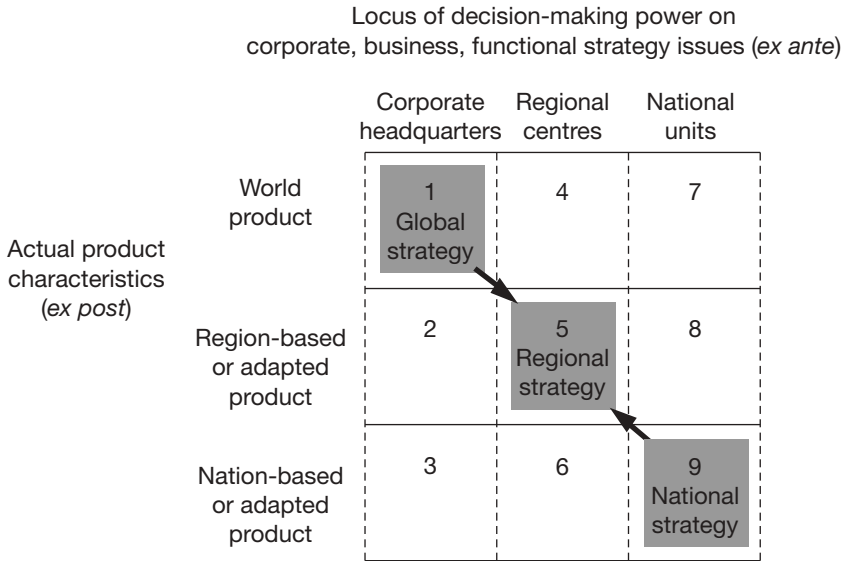 Locus of decision-making power on
corporate, business, functional strategy issues (ex ante)
Corporate
headquarters
Regional
centres
National
units
World
product
1
Global
strategy
4
7
Actual product
characteristics
(ex post)
Region-based
or adapted
product
2
5
Regional
strategy
8
Nation-based
or adapted
product
3
6
9
National
strategy